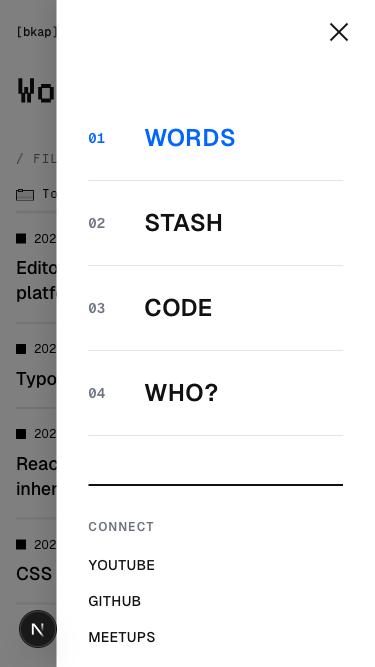 [bkap]
Wo
/ FIL
To
01 WORDS
02 STASH
202
Edito
platf
03 CODE
202
Typo
04 WHO?
202
Reac
inher
CONNECT
202
CSS
YOUTUBE
GITHUB
N
MEETUPS